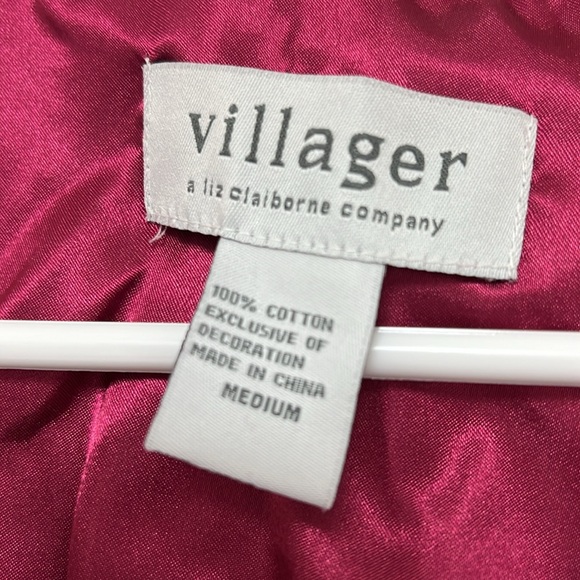 villager
a liz claiborne company
100% COTTON
EXCLUSIVE OF
DECORATION
MADE IN CHINA
MEDIUM